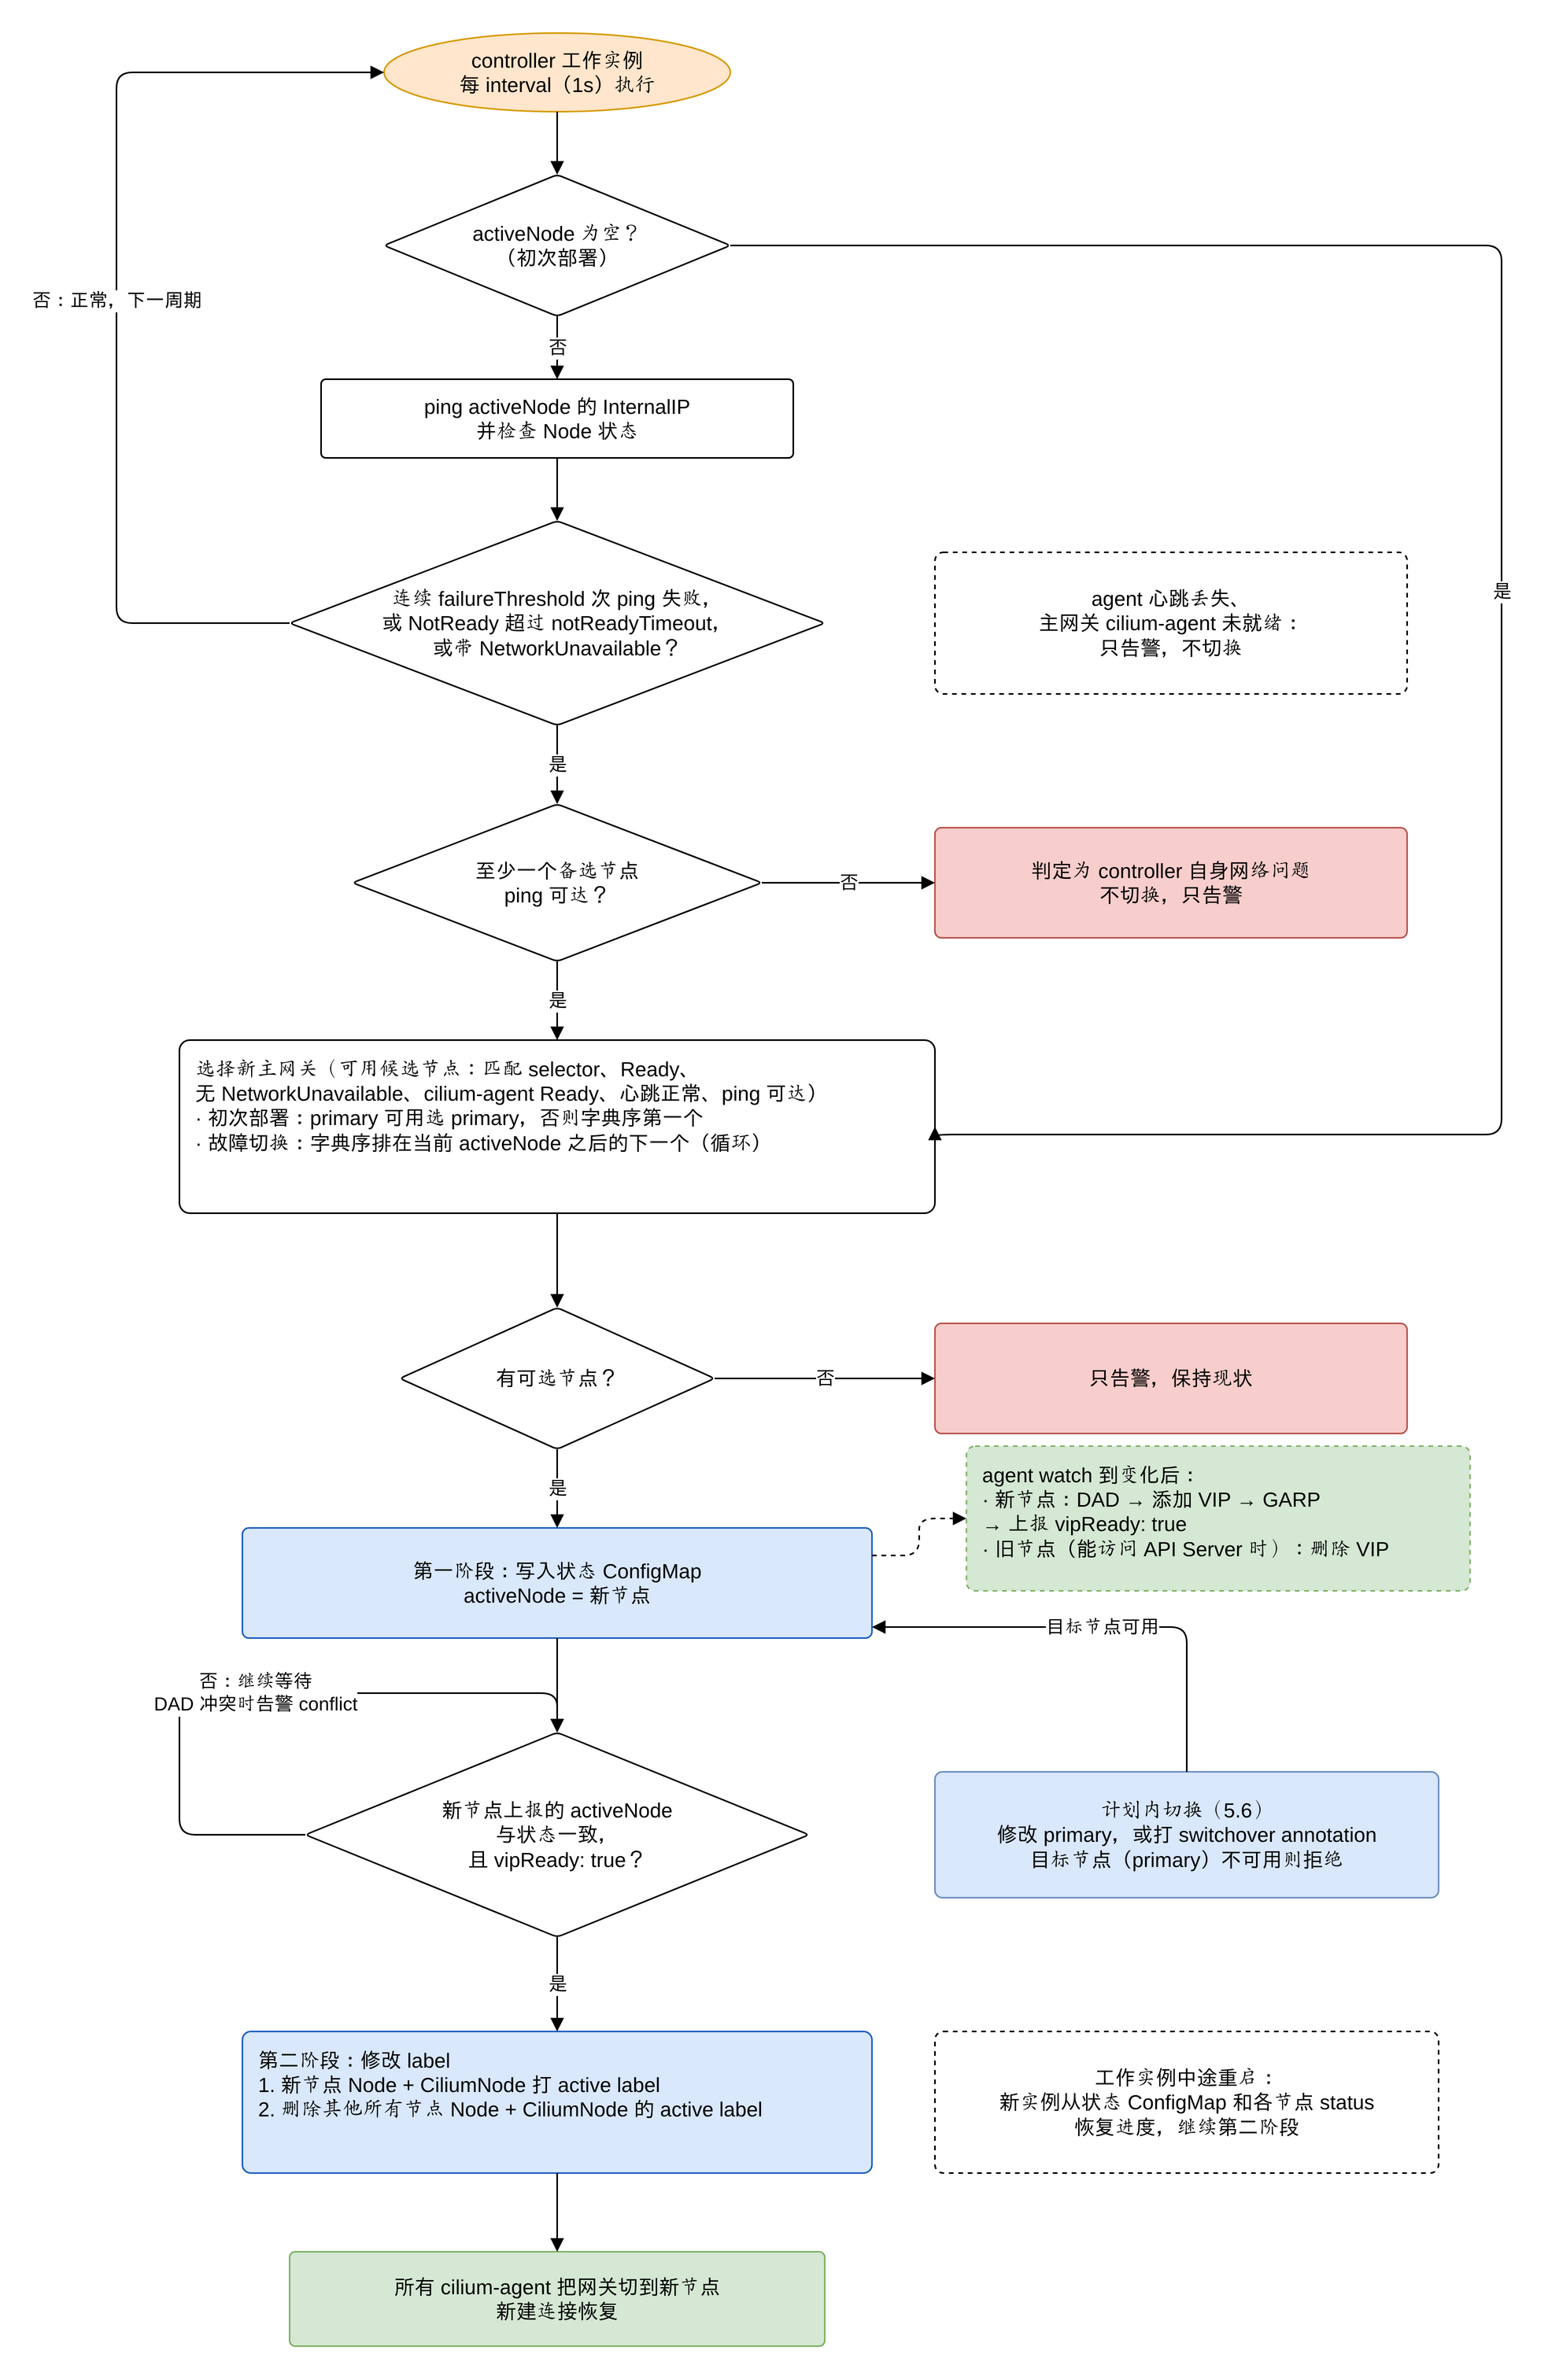 controller 工作实例
每 interval（1s）执行
activeNode 为空？
（初次部署）
否：正常，下一周期
否
ping activeNode 的 InternalIP
并检查 Node 状态
是
连续 failureThreshold 次 ping 失败，
或 NotReady 超过 notReadyTimeout，
或带 NetworkUnavailable？
agent 心跳丢失、
主网关 cilium-agent 未就绪：
只告警，不切换
是
至少一个备选节点
ping 可达？
否
判定为 controller 自身网络问题
不切换，只告警
是
选择新主网关（可用候选节点：匹配 selector、Ready、
无 NetworkUnavailable、cilium-agent Ready、心跳正常、ping 可达）
· 初次部署：primary 可用选 primary，否则字典序第一个
· 故障切换：字典序排在当前 activeNode 之后的下一个（循环）
有可选节点？
否
只告警，保持现状
是
agent watch 到变化后：
· 新节点：DAD → 添加 VIP → GARP
→ 上报 vipReady: true
· 旧节点（能访问 API Server 时）：删除 VIP
第一阶段：写入状态 ConfigMap
activeNode = 新节点
目标节点可用
否：继续等待
DAD 冲突时告警 conflict
新节点上报的 activeNode
与状态一致，
且 vipReady: true？
计划内切换（5.6）
修改 primary，或打 switchover annotation
目标节点（primary）不可用则拒绝
是
第二阶段：修改 label
1. 新节点 Node + CiliumNode 打 active label
2. 删除其他所有节点 Node + CiliumNode 的 active label
工作实例中途重启：
新实例从状态 ConfigMap 和各节点 status
恢复进度，继续第二阶段
所有 cilium-agent 把网关切到新节点
新建连接恢复